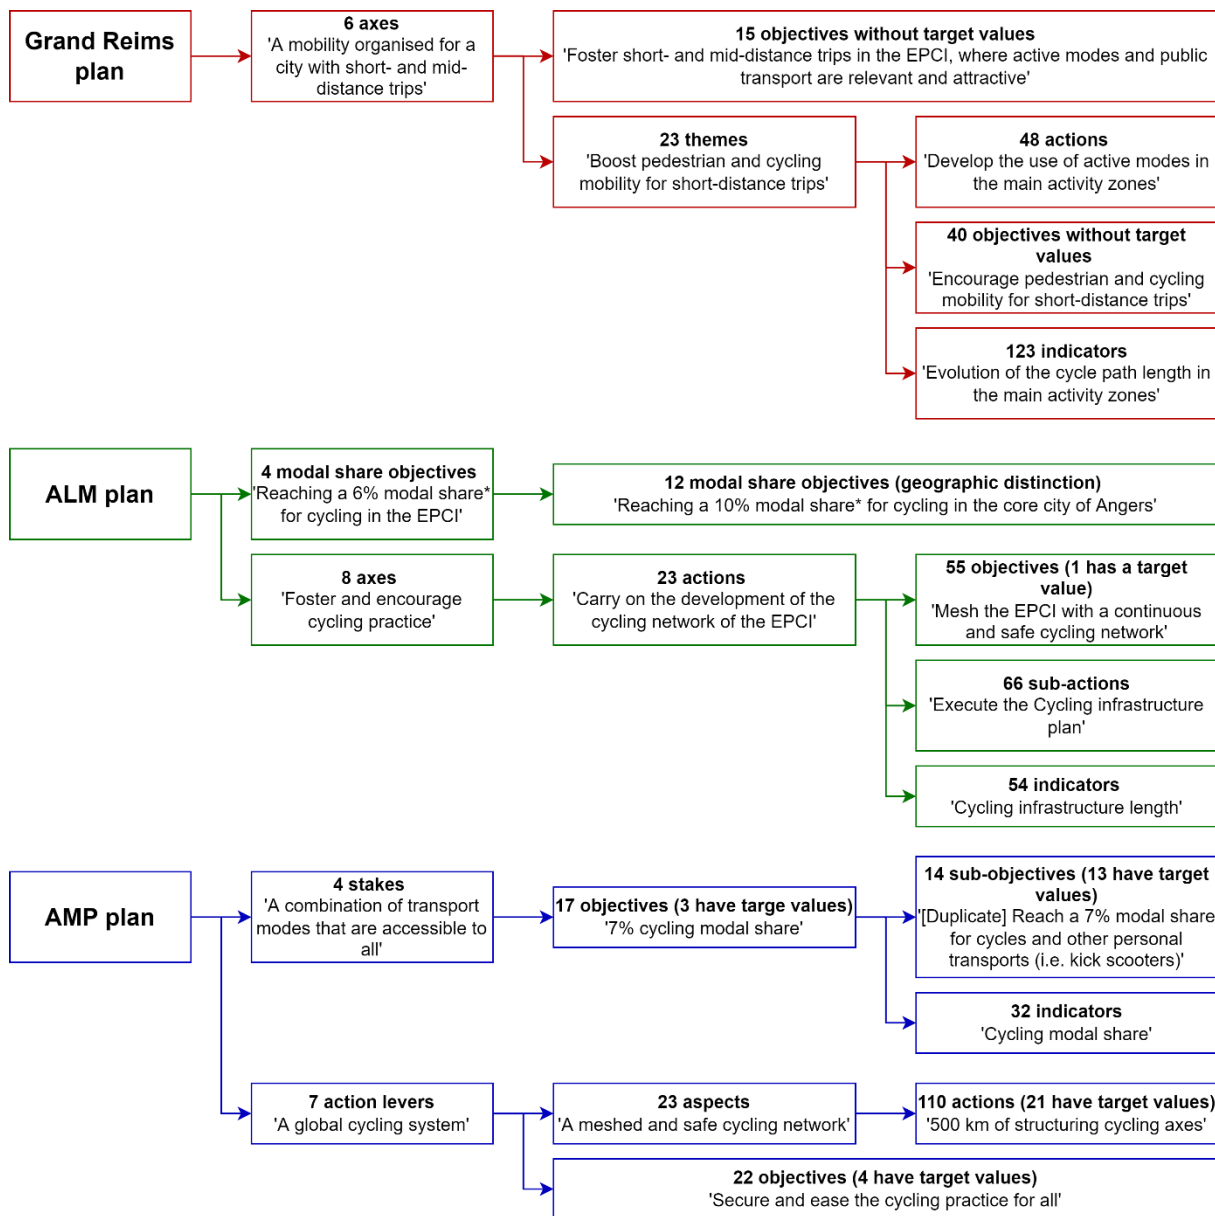 Grand Reims
plan
6 axes
'A mobility organised for a
city with short- and mid-
distance trips'
15 objectives without target values
'Foster short- and mid-distance trips in the EPCI, where active modes and public
transport are relevant and attractive'
23 themes
'Boost pedestrian and cycling
mobility for short-distance trips'
48 actions
'Develop the use of active modes in
the main activity zones'
40 objectives without target
values
'Encourage pedestrian and cycling
mobility for short-distance trips'
123 indicators
'Evolution of the cycle path length in
the main activity zones'
ALM plan
4 modal share objectives
'Reaching a 6% modal share*
for cycling in the EPCI'
12 modal share objectives (geographic distinction)
'Reaching a 10% modal share* for cycling in the core city of Angers'
8 axes
'Foster and encourage
cycling practice'
23 actions
'Carry on the development of the
cycling network of the EPCI'
55 objectives (1 has a target
value)
'Mesh the EPCI with a continuous
and safe cycling network'
66 sub-actions
'Execute the Cycling infrastructure
plan'
54 indicators
'Cycling infrastructure length'
AMP plan
4 stakes
'A combination of transport
modes that are accessible to
all'
17 objectives (3 have targe values)
'7% cycling modal share'
14 sub-objectives (13 have target
values)
'[Duplicate] Reach a 7% modal share
for cycles and other personal
transports (i.e. kick scooters)'
32 indicators
'Cycling modal share'
7 action levers
'A global cycling system'
23 aspects
'A meshed and safe cycling network'
110 actions (21 have target values)
'500 km of structuring cycling axes'
22 objectives (4 have target values)
'Secure and ease the cycling practice for all'